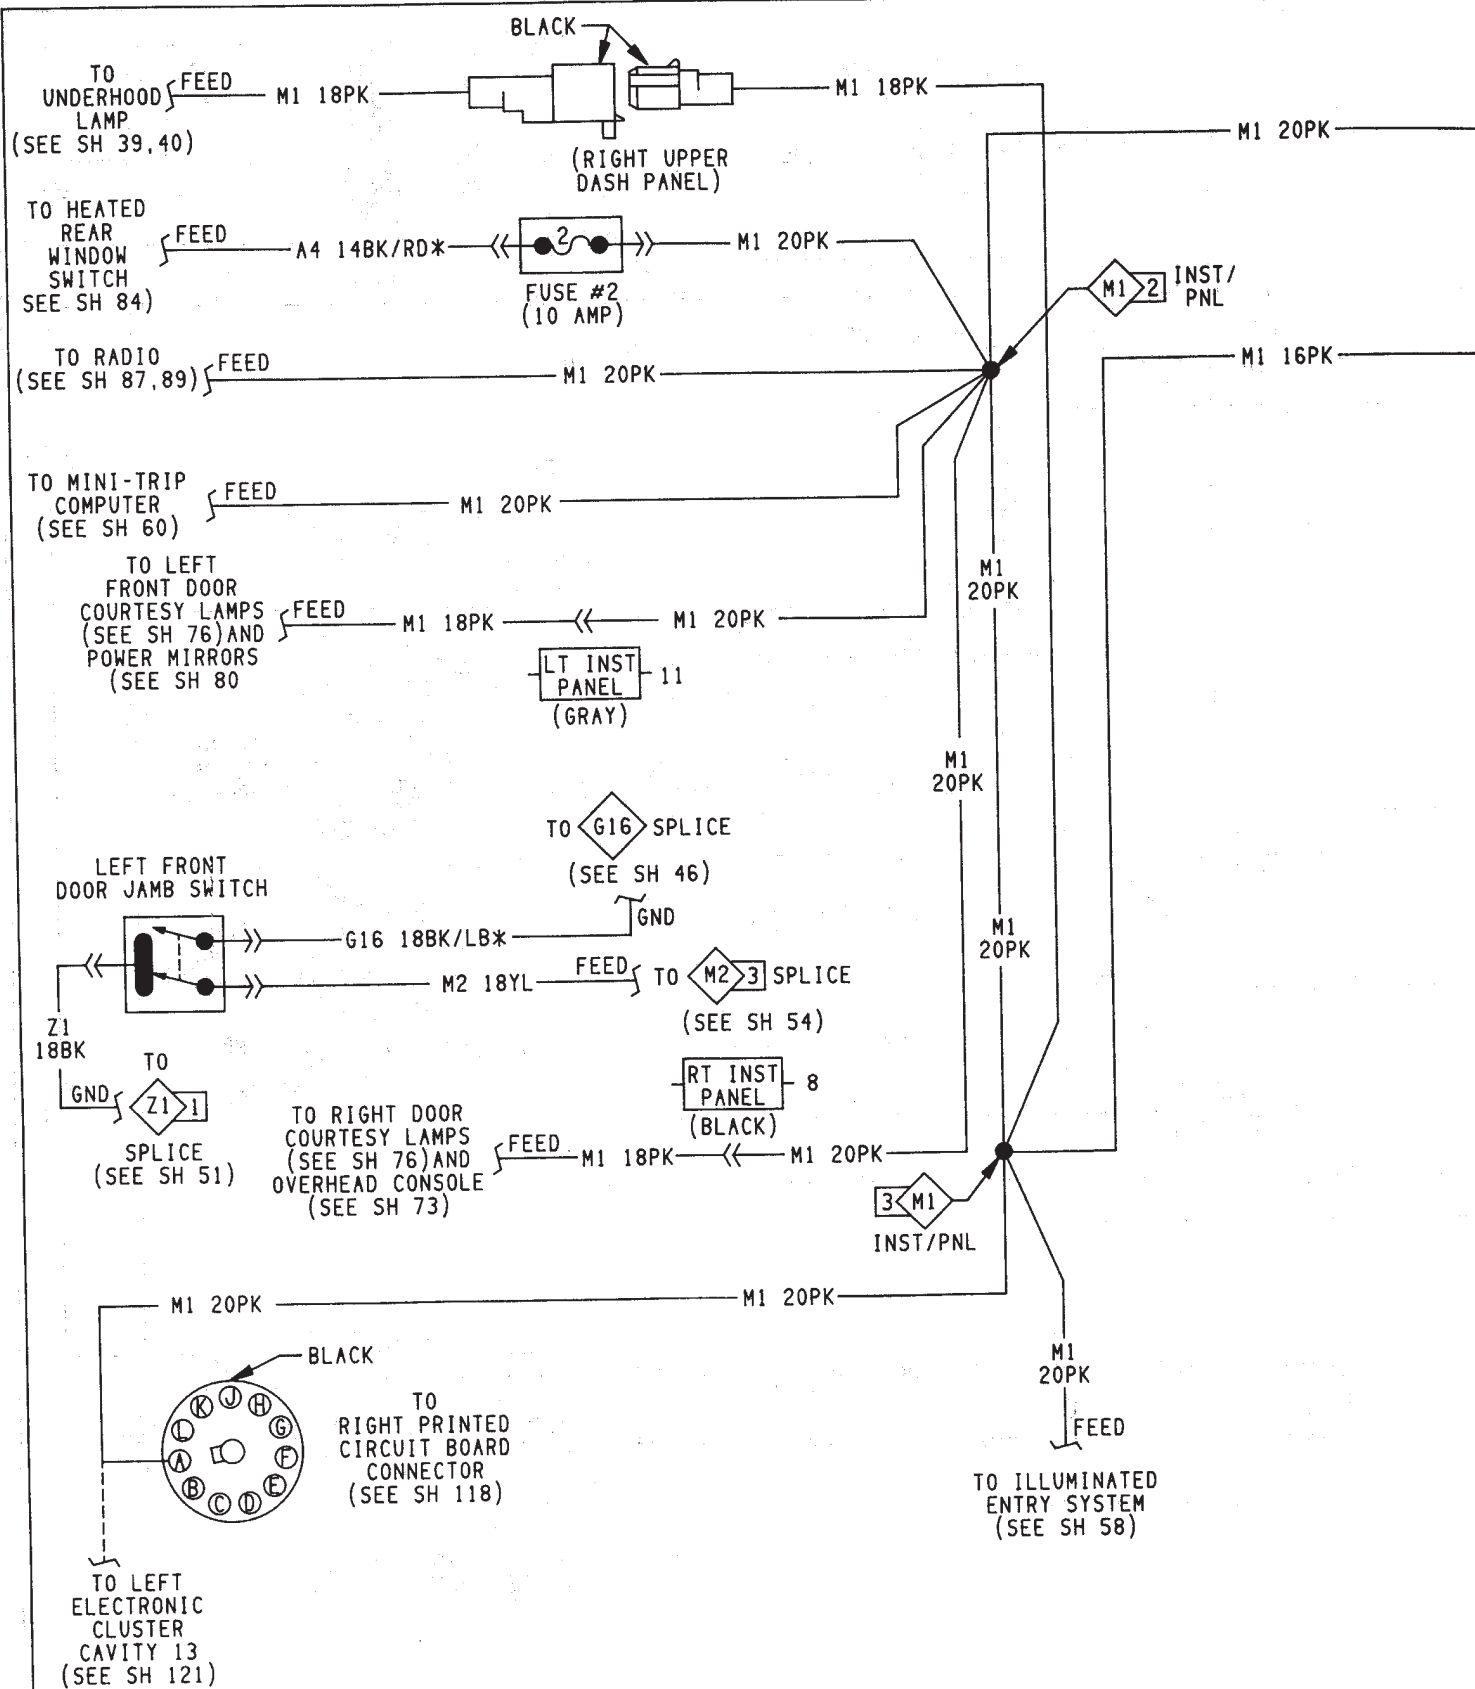 BLACK
TO
UNDERHOOD
LAMP
(SEE SH 39,40)
FEED
M1 18PK
M1 18PK
(RIGHT UPPER
DASH PANEL)
M1 20PK
TO HEATED
REAR
WINDOW
SWITCH
SEE SH 84)
FEED
A4 14BK/RD*
2
FUSE #2
(10 AMP)
M1 20PK
M1 2
INST/
PNL
TO RADIO
(SEE SH 87,89)
FEED
M1 20PK
M1 16PK
TO MINI-TRIP
COMPUTER
(SEE SH 60)
FEED
M1 20PK
TO LEFT
FRONT DOOR
COURTESY LAMPS
(SEE SH 76)AND
POWER MIRRORS
(SEE SH 80
FEED
M1 18PK
M1 20PK
LT INST
PANEL
11
(GRAY)
M1
20PK
M1
20PK
M1
20PK
TO G16 SPLICE
(SEE SH 46)
GND
LEFT FRONT
DOOR JAMB SWITCH
G16 18BK/LB*
M2 18YL
FEED
TO M2 3 SPLICE
(SEE SH 54)
Z1
18BK
GND
TO
Z1 1
SPLICE
(SEE SH 51)
RT INST
PANEL
8
(BLACK)
TO RIGHT DOOR
COURTESY LAMPS
(SEE SH 76)AND
OVERHEAD CONSOLE
(SEE SH 73)
FEED
M1 18PK
M1 20PK
3 M1
INST/PNL
M1 20PK
M1 20PK
BLACK
J
H
G
F
E
D
C
B
A
L
K
TO
RIGHT PRINTED
CIRCUIT BOARD
CONNECTOR
(SEE SH 118)
M1
20PK
FEED
TO ILLUMINATED
ENTRY SYSTEM
(SEE SH 58)
TO LEFT
ELECTRONIC
CLUSTER
CAVITY 13
(SEE SH 121)